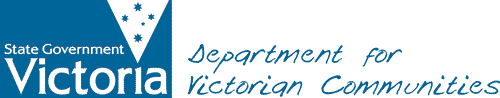 State Government
Victoria
Department for
Victorian Communities